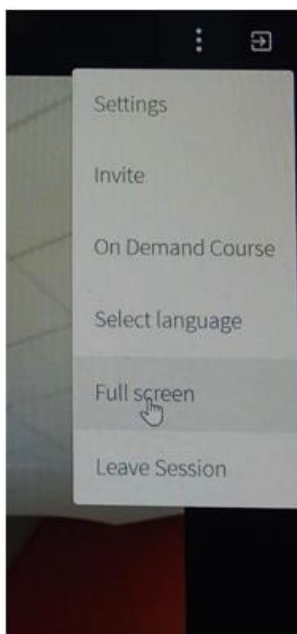 Settings
Invite
On Demand Course
Select language
Full screen
Leave Session